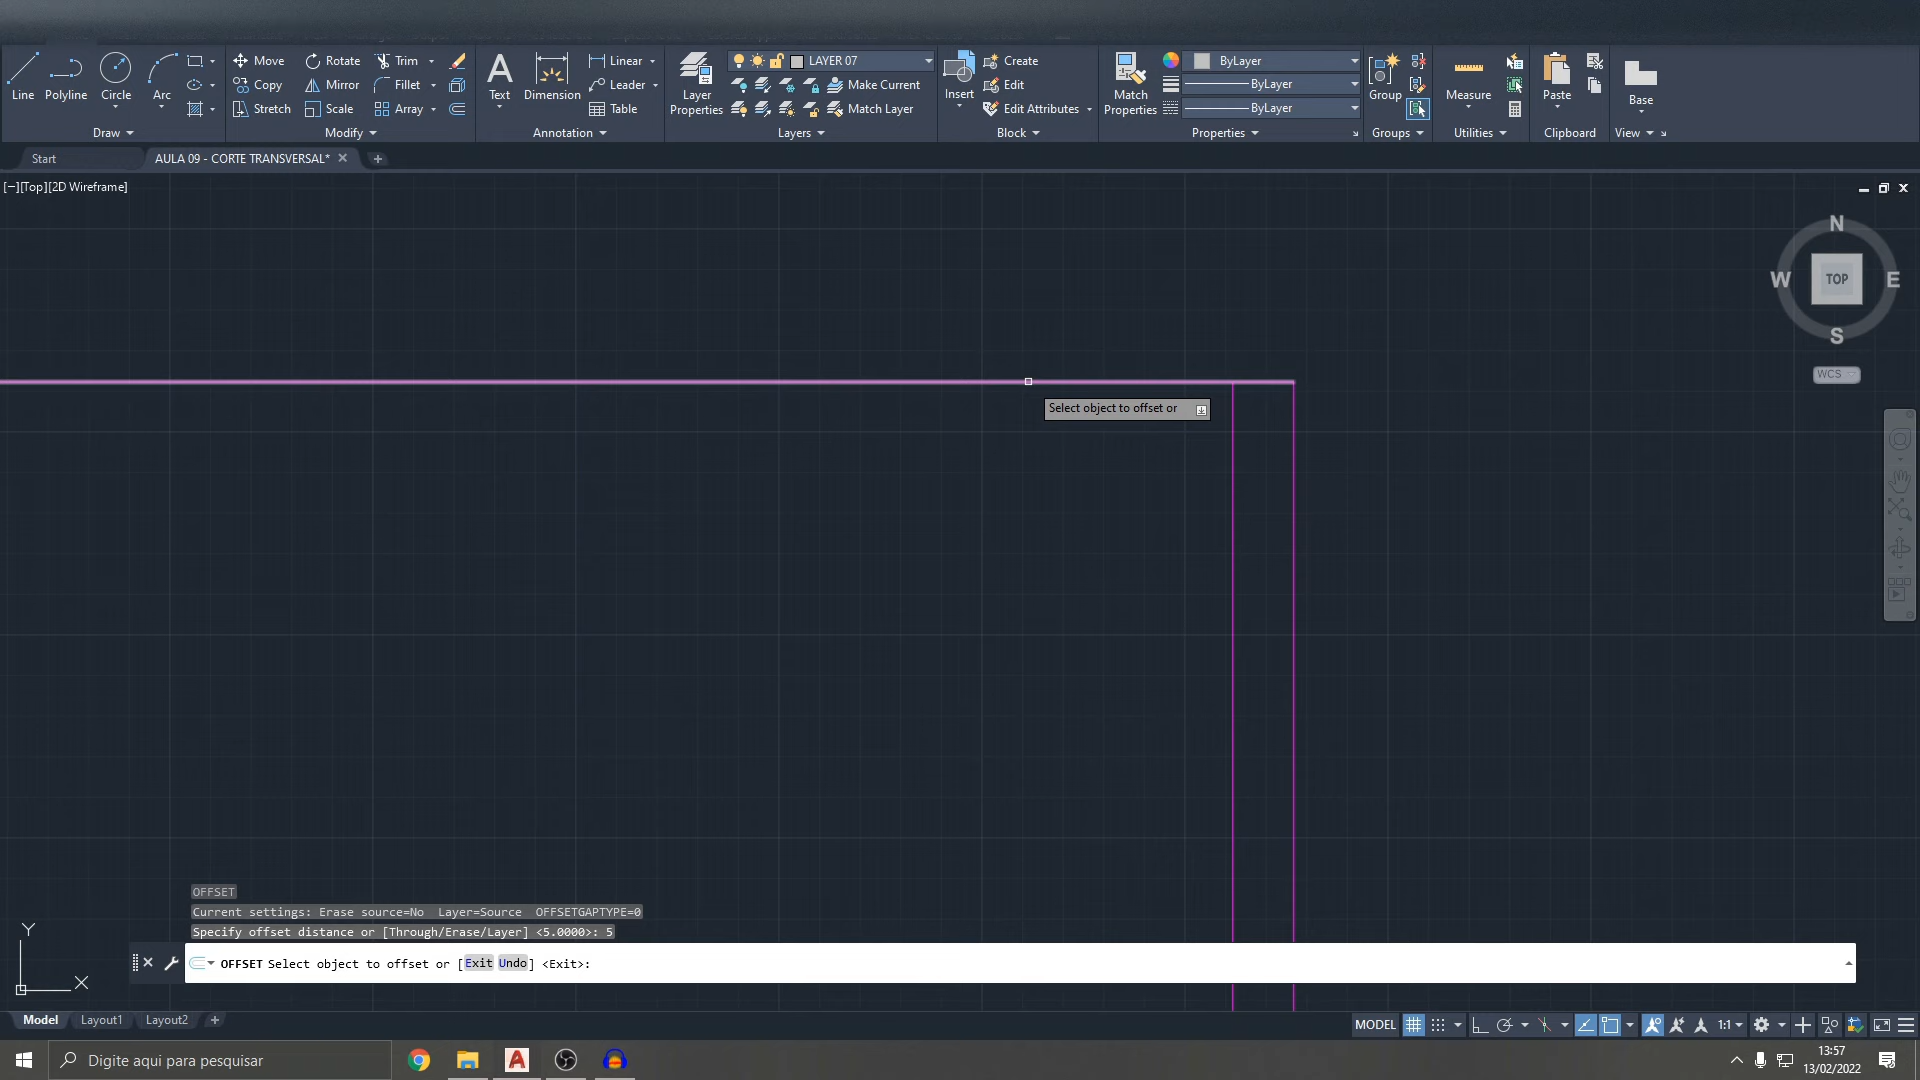 Line
Polyline
Circle
Arc
Move
Copy
Stretch
Rotate
Mirror
Scale
Trim
Fillet
Array
Text
Dimension
Linear
Leader
Table
Layer
Properties
LAYER 07
Make Current
Match Layer
Insert
Create
Edit
Edit Attributes
Match
Properties
ByLayer
ByLayer
ByLayer
Group
Measure
Paste
Base
Draw
Modify
Annotation
Layers
Block
Properties
Groups
Utilities
Clipboard
View
Start
AULA 09 - CORTE TRANSVERSAL*
[−][Top][2D Wireframe]
N
W
TOP
E
S
WCS
Select object to offset or
OFFSET
Current settings: Erase source=No  Layer=Source  OFFSETGAPTYPE=0
Specify offset distance or [Through/Erase/Layer] <5.0000>: 5
OFFSET Select object to offset or [Exit Undo] <Exit>:
Y
X
Model
Layout1
Layout2
MODEL
1:1
Digite aqui para pesquisar
13:57
13/02/2022